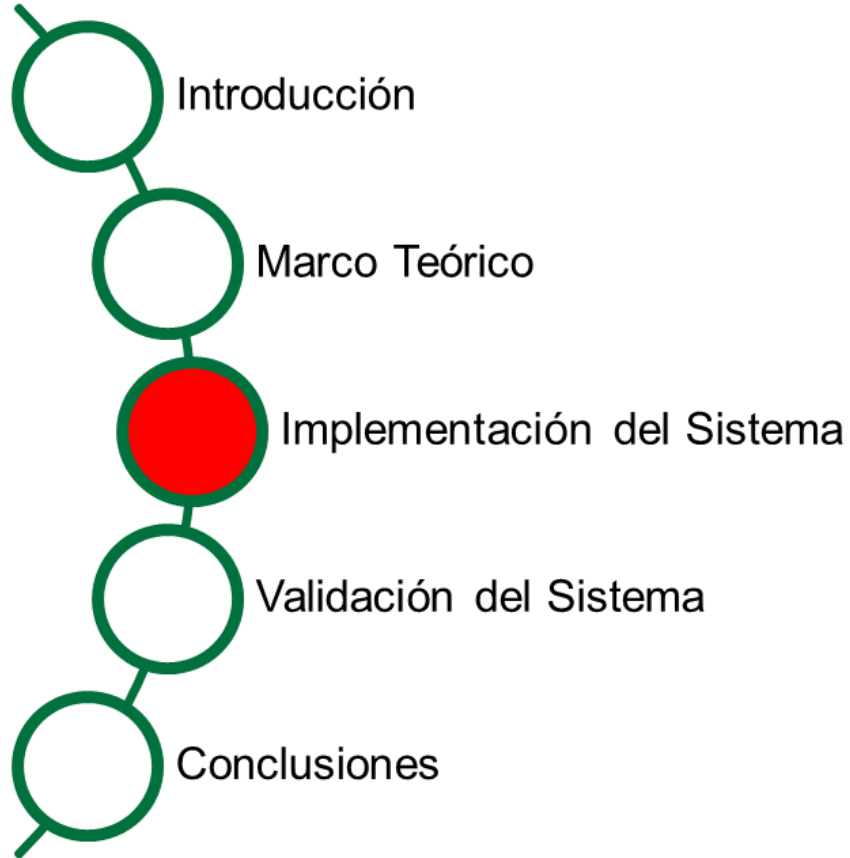 Introducción
Marco Teórico
Implementación del Sistema
Validación del Sistema
Conclusiones